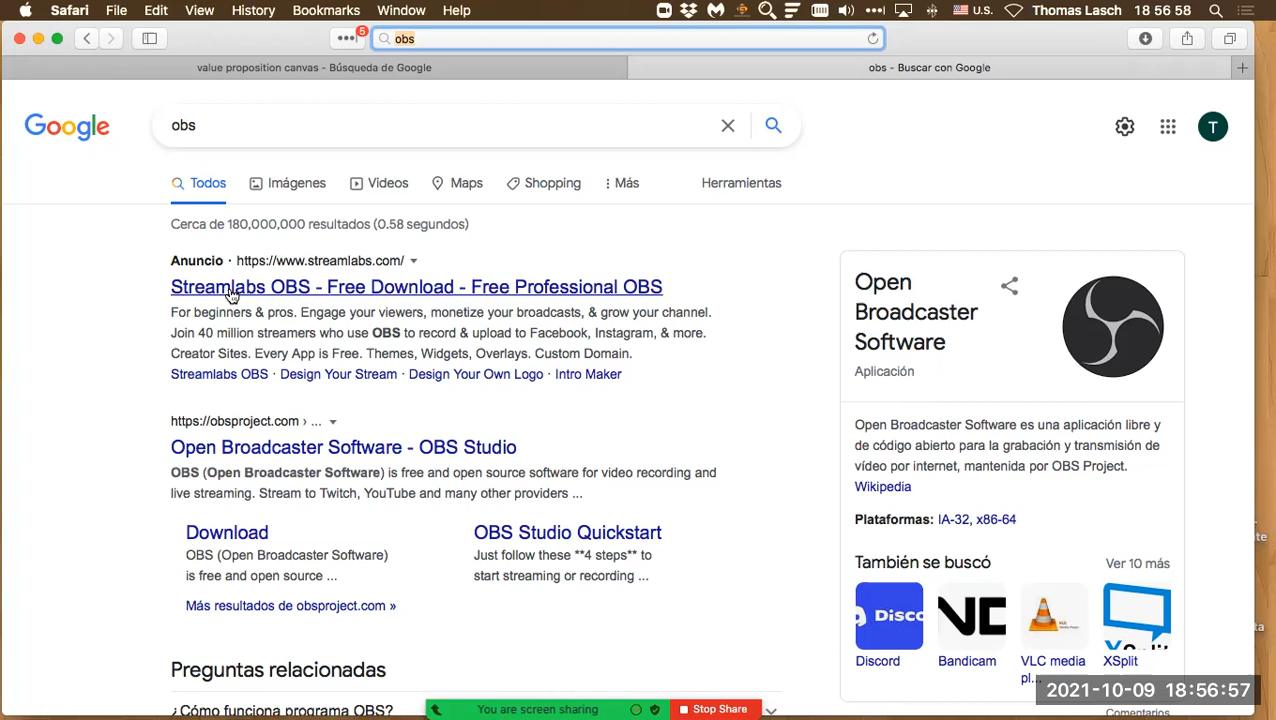 Safari File Edit View History Bookmarks Window Help U.S. Thomas Lasch 18 56 58
5
obs
value proposition canvas - Búsqueda de Google
obs - Buscar con Google
Google
obs
T
Todos Imágenes Videos Maps Shopping Más Herramientas
Cerca de 180,000,000 resultados (0.58 segundos)
Anuncio · https://www.streamlabs.com/
Streamlabs OBS - Free Download - Free Professional OBS
For beginners & pros. Engage your viewers, monetize your broadcasts, & grow your channel.
Join 40 million streamers who use OBS to record & upload to Facebook, Instagram, & more.
Creator Sites. Every App is Free. Themes, Widgets, Overlays. Custom Domain.
Streamlabs OBS · Design Your Stream · Design Your Own Logo · Intro Maker
https://obsproject.com › ...
Open Broadcaster Software - OBS Studio
OBS (Open Broadcaster Software) is free and open source software for video recording and
live streaming. Stream to Twitch, YouTube and many other providers ...
Download
OBS (Open Broadcaster Software)
is free and open source ...
OBS Studio Quickstart
Just follow these **4 steps** to
start streaming or recording ...
Más resultados de obsproject.com »
Preguntas relacionadas
¿Cómo funciona programa OBS?
Open
Broadcaster
Software
Aplicación
Open Broadcaster Software es una aplicación libre y
de código abierto para la grabación y transmisión de
vídeo por internet, mantenida por OBS Project.
Wikipedia
Plataformas: IA-32, x86-64
También se buscó
Ver 10 más
Disco
Discord
Bandicam
VLC media
pl...
XSplit
XSplit
Comentarios
You are screen sharing
Stop Share
2021-10-09 18:56:57